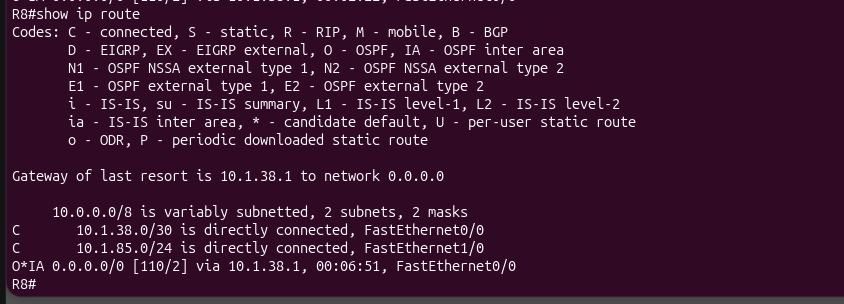 R8#show ip route
Codes: C - connected, S - static, R - RIP, M - mobile, B - BGP
D - EIGRP, EX - EIGRP external, O - OSPF, IA - OSPF inter area
N1 - OSPF NSSA external type 1, N2 - OSPF NSSA external type 2
E1 - OSPF external type 1, E2 - OSPF external type 2
i - IS-IS, su - IS-IS summary, L1 - IS-IS level-1, L2 - IS-IS level-2
ia - IS-IS inter area, * - candidate default, U - per-user static route
o - ODR, P - periodic downloaded static route
Gateway of last resort is 10.1.38.1 to network 0.0.0.0
10.0.0.0/8 is variably subnetted, 2 subnets, 2 masks
C 10.1.38.0/30 is directly connected, FastEthernet0/0
C 10.1.85.0/24 is directly connected, FastEthernet1/0
O*IA 0.0.0.0/0 [110/2] via 10.1.38.1, 00:06:51, FastEthernet0/0
R8#